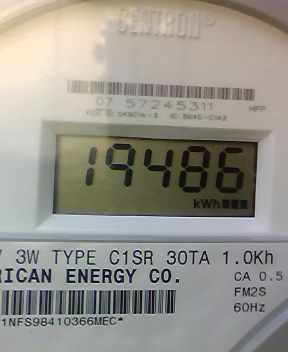 CENTRON®
07 57245311
19486
kWh
3W TYPE C1SR 30TA 1.0Kh
RICAN ENERGY CO.
CA 0.5
FM2S
60Hz
1NFS98410366MEC*